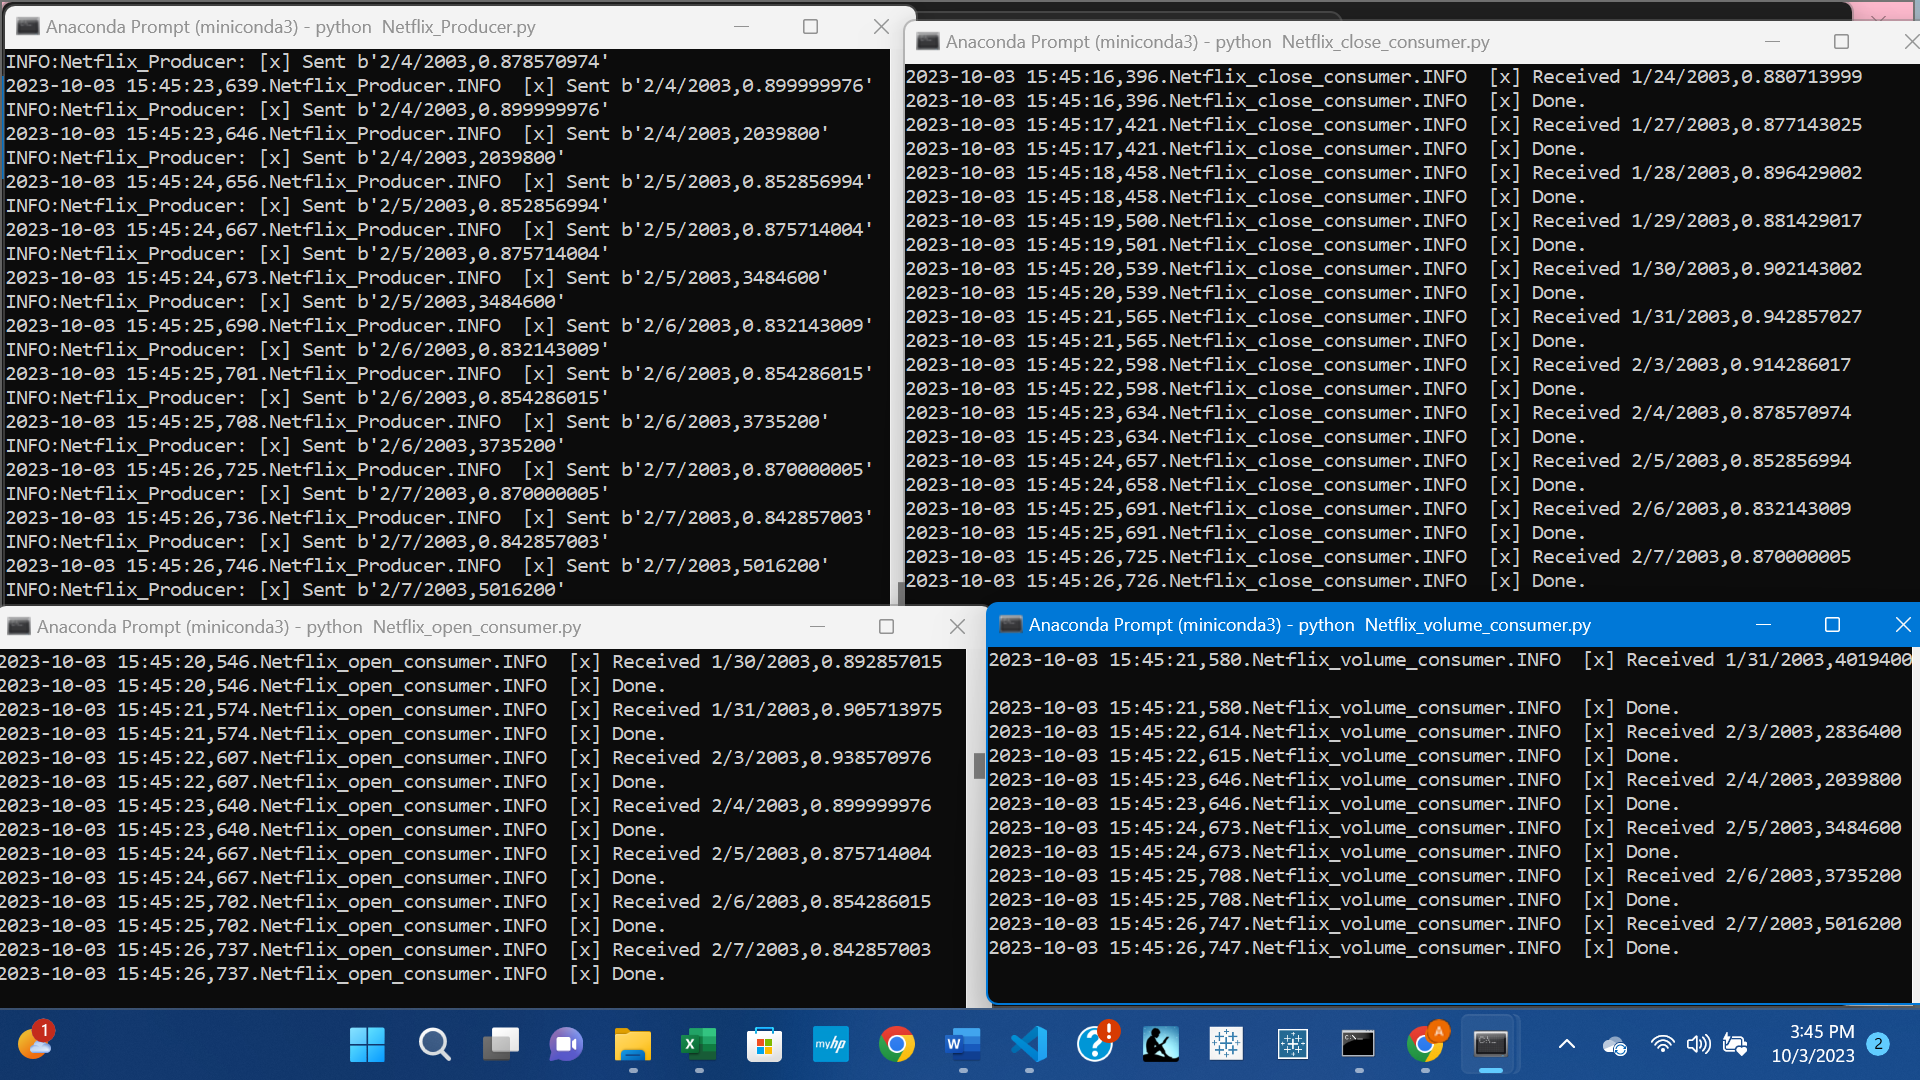 Anaconda Prompt (miniconda3) - python  Netflix_Producer.py
INFO:Netflix_Producer: [x] Sent b'2/4/2003,0.878570974'
2023-10-03 15:45:23,639.Netflix_Producer.INFO  [x] Sent b'2/4/2003,0.899999976'
INFO:Netflix_Producer: [x] Sent b'2/4/2003,0.899999976'
2023-10-03 15:45:23,646.Netflix_Producer.INFO  [x] Sent b'2/4/2003,2039800'
INFO:Netflix_Producer: [x] Sent b'2/4/2003,2039800'
2023-10-03 15:45:24,656.Netflix_Producer.INFO  [x] Sent b'2/5/2003,0.852856994'
INFO:Netflix_Producer: [x] Sent b'2/5/2003,0.852856994'
2023-10-03 15:45:24,667.Netflix_Producer.INFO  [x] Sent b'2/5/2003,0.875714004'
INFO:Netflix_Producer: [x] Sent b'2/5/2003,0.875714004'
2023-10-03 15:45:24,673.Netflix_Producer.INFO  [x] Sent b'2/5/2003,3484600'
INFO:Netflix_Producer: [x] Sent b'2/5/2003,3484600'
2023-10-03 15:45:25,690.Netflix_Producer.INFO  [x] Sent b'2/6/2003,0.832143009'
INFO:Netflix_Producer: [x] Sent b'2/6/2003,0.832143009'
2023-10-03 15:45:25,701.Netflix_Producer.INFO  [x] Sent b'2/6/2003,0.854286015'
INFO:Netflix_Producer: [x] Sent b'2/6/2003,0.854286015'
2023-10-03 15:45:25,708.Netflix_Producer.INFO  [x] Sent b'2/6/2003,3735200'
INFO:Netflix_Producer: [x] Sent b'2/6/2003,3735200'
2023-10-03 15:45:26,725.Netflix_Producer.INFO  [x] Sent b'2/7/2003,0.870000005'
INFO:Netflix_Producer: [x] Sent b'2/7/2003,0.870000005'
2023-10-03 15:45:26,736.Netflix_Producer.INFO  [x] Sent b'2/7/2003,0.842857003'
INFO:Netflix_Producer: [x] Sent b'2/7/2003,0.842857003'
2023-10-03 15:45:26,746.Netflix_Producer.INFO  [x] Sent b'2/7/2003,5016200'
INFO:Netflix_Producer: [x] Sent b'2/7/2003,5016200'
Anaconda Prompt (miniconda3) - python  Netflix_close_consumer.py
2023-10-03 15:45:16,396.Netflix_close_consumer.INFO  [x] Received 1/24/2003,0.880713999
2023-10-03 15:45:16,396.Netflix_close_consumer.INFO  [x] Done.
2023-10-03 15:45:17,421.Netflix_close_consumer.INFO  [x] Received 1/27/2003,0.877143025
2023-10-03 15:45:17,421.Netflix_close_consumer.INFO  [x] Done.
2023-10-03 15:45:18,458.Netflix_close_consumer.INFO  [x] Received 1/28/2003,0.896429002
2023-10-03 15:45:18,458.Netflix_close_consumer.INFO  [x] Done.
2023-10-03 15:45:19,500.Netflix_close_consumer.INFO  [x] Received 1/29/2003,0.881429017
2023-10-03 15:45:19,501.Netflix_close_consumer.INFO  [x] Done.
2023-10-03 15:45:20,539.Netflix_close_consumer.INFO  [x] Received 1/30/2003,0.902143002
2023-10-03 15:45:20,539.Netflix_close_consumer.INFO  [x] Done.
2023-10-03 15:45:21,565.Netflix_close_consumer.INFO  [x] Received 1/31/2003,0.942857027
2023-10-03 15:45:21,565.Netflix_close_consumer.INFO  [x] Done.
2023-10-03 15:45:22,598.Netflix_close_consumer.INFO  [x] Received 2/3/2003,0.914286017
2023-10-03 15:45:22,598.Netflix_close_consumer.INFO  [x] Done.
2023-10-03 15:45:23,634.Netflix_close_consumer.INFO  [x] Received 2/4/2003,0.878570974
2023-10-03 15:45:23,634.Netflix_close_consumer.INFO  [x] Done.
2023-10-03 15:45:24,657.Netflix_close_consumer.INFO  [x] Received 2/5/2003,0.852856994
2023-10-03 15:45:24,658.Netflix_close_consumer.INFO  [x] Done.
2023-10-03 15:45:25,691.Netflix_close_consumer.INFO  [x] Received 2/6/2003,0.832143009
2023-10-03 15:45:25,691.Netflix_close_consumer.INFO  [x] Done.
2023-10-03 15:45:26,725.Netflix_close_consumer.INFO  [x] Received 2/7/2003,0.870000005
2023-10-03 15:45:26,726.Netflix_close_consumer.INFO  [x] Done.
Anaconda Prompt (miniconda3) - python  Netflix_open_consumer.py
2023-10-03 15:45:20,546.Netflix_open_consumer.INFO  [x] Received 1/30/2003,0.892857015
2023-10-03 15:45:20,546.Netflix_open_consumer.INFO  [x] Done.
2023-10-03 15:45:21,574.Netflix_open_consumer.INFO  [x] Received 1/31/2003,0.905713975
2023-10-03 15:45:21,574.Netflix_open_consumer.INFO  [x] Done.
2023-10-03 15:45:22,607.Netflix_open_consumer.INFO  [x] Received 2/3/2003,0.938570976
2023-10-03 15:45:22,607.Netflix_open_consumer.INFO  [x] Done.
2023-10-03 15:45:23,640.Netflix_open_consumer.INFO  [x] Received 2/4/2003,0.899999976
2023-10-03 15:45:23,640.Netflix_open_consumer.INFO  [x] Done.
2023-10-03 15:45:24,667.Netflix_open_consumer.INFO  [x] Received 2/5/2003,0.875714004
2023-10-03 15:45:24,667.Netflix_open_consumer.INFO  [x] Done.
2023-10-03 15:45:25,702.Netflix_open_consumer.INFO  [x] Received 2/6/2003,0.854286015
2023-10-03 15:45:25,702.Netflix_open_consumer.INFO  [x] Done.
2023-10-03 15:45:26,737.Netflix_open_consumer.INFO  [x] Received 2/7/2003,0.842857003
2023-10-03 15:45:26,737.Netflix_open_consumer.INFO  [x] Done.
Anaconda Prompt (miniconda3) - python  Netflix_volume_consumer.py
2023-10-03 15:45:21,580.Netflix_volume_consumer.INFO  [x] Received 1/31/2003,4019400
2023-10-03 15:45:21,580.Netflix_volume_consumer.INFO  [x] Done.
2023-10-03 15:45:22,614.Netflix_volume_consumer.INFO  [x] Received 2/3/2003,2836400
2023-10-03 15:45:22,615.Netflix_volume_consumer.INFO  [x] Done.
2023-10-03 15:45:23,646.Netflix_volume_consumer.INFO  [x] Received 2/4/2003,2039800
2023-10-03 15:45:23,646.Netflix_volume_consumer.INFO  [x] Done.
2023-10-03 15:45:24,673.Netflix_volume_consumer.INFO  [x] Received 2/5/2003,3484600
2023-10-03 15:45:24,673.Netflix_volume_consumer.INFO  [x] Done.
2023-10-03 15:45:25,708.Netflix_volume_consumer.INFO  [x] Received 2/6/2003,3735200
2023-10-03 15:45:25,708.Netflix_volume_consumer.INFO  [x] Done.
2023-10-03 15:45:26,747.Netflix_volume_consumer.INFO  [x] Received 2/7/2003,5016200
2023-10-03 15:45:26,747.Netflix_volume_consumer.INFO  [x] Done.
1
X
myhp
W
?
!
A
3:45 PM
10/3/2023
2